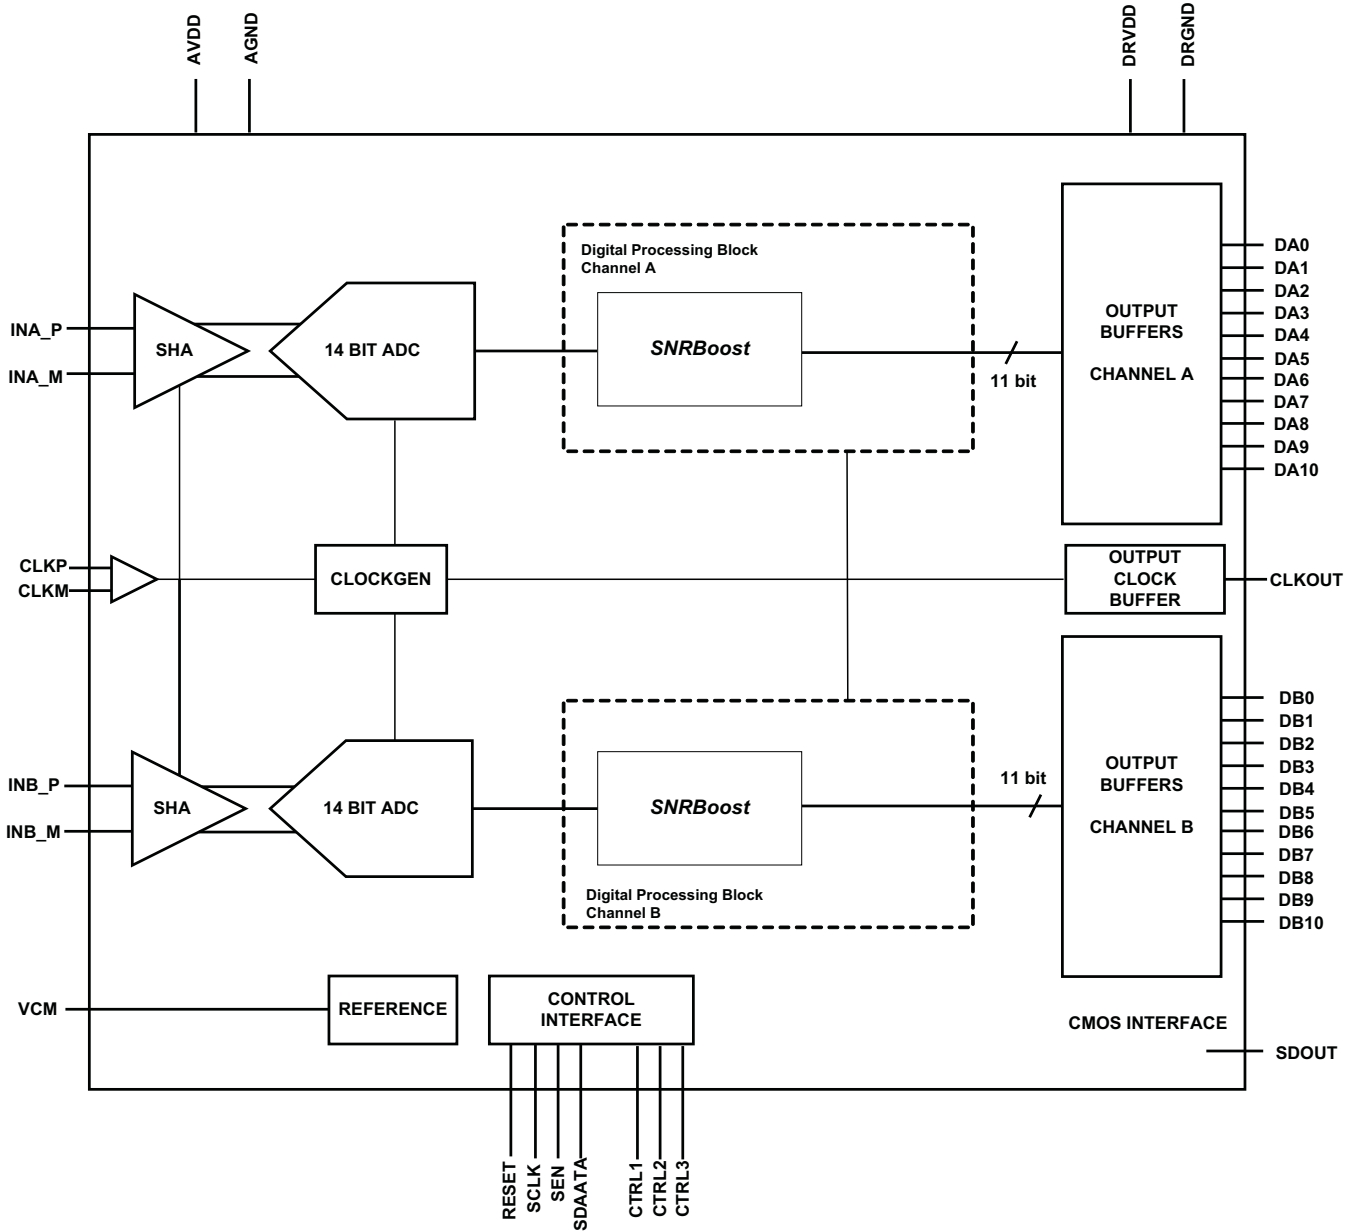 AVDD
AGND
DRVDD
DRGND
Digital Processing Block
Channel A
INA_P
INA_M
SHA
14 BIT ADC
SNRBoost
11 bit
OUTPUT
BUFFERS
CHANNEL A
DA0
DA1
DA2
DA3
DA4
DA5
DA6
DA7
DA8
DA9
DA10
CLKP
CLKM
CLOCKGEN
OUTPUT
CLOCK
BUFFER
CLKOUT
INB_P
INB_M
SHA
14 BIT ADC
SNRBoost
Digital Processing Block
Channel B
11 bit
OUTPUT
BUFFERS
CHANNEL B
DB0
DB1
DB2
DB3
DB4
DB5
DB6
DB7
DB8
DB9
DB10
VCM
REFERENCE
CONTROL
INTERFACE
CMOS INTERFACE
SDOUT
RESET
SCLK
SEN
SDAATA
CTRL1
CTRL2
CTRL3